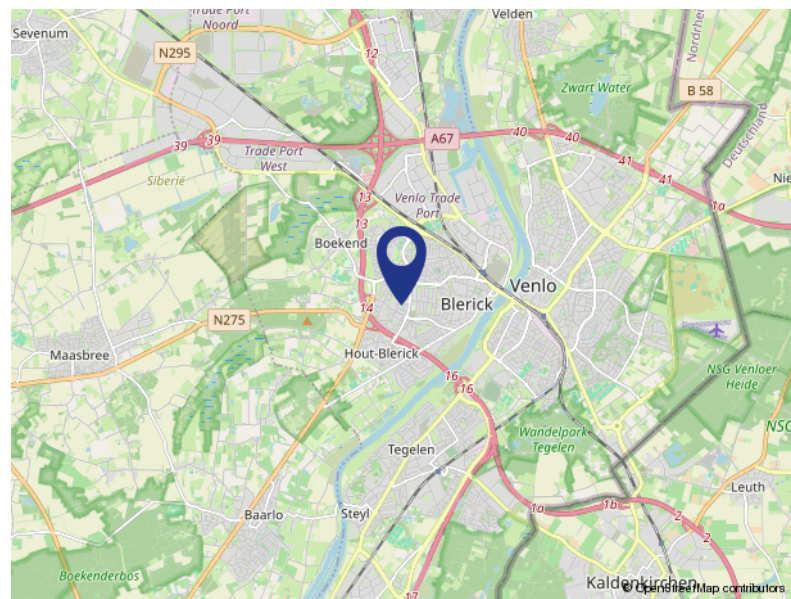 Trade Port
Noord
Velden
Sevenum
N295
12
Nordrhei
B 58
Zwart Water
A67
40
40
39
39
Trade Port
West
Deutschland
41
41
Siberië
Nie
13
Venlo Trade
Port
1a
13
Boekend
Venlo
Blerick
14
N275
Maasbree
Hout-Blerick
NSG Venloer
Heide
16
16
Wandelpark
Tegelen
NSG
Tegelen
Leuth
1a
1b
2
Baarlo
Steyl
2
Boekenderbos
Kaldenkirchen
17
© OpenStreetMap contributors